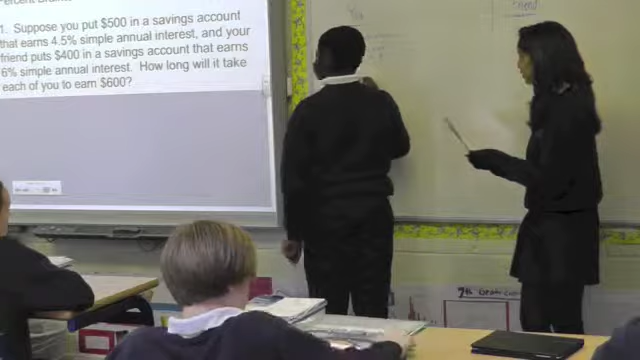 1. Suppose you put $500 in a savings account
that earns 4.5% simple annual interest, and your
friend puts $400 in a savings account that earns
6% simple annual interest. How long will it take
each of you to earn $600?
You
friend